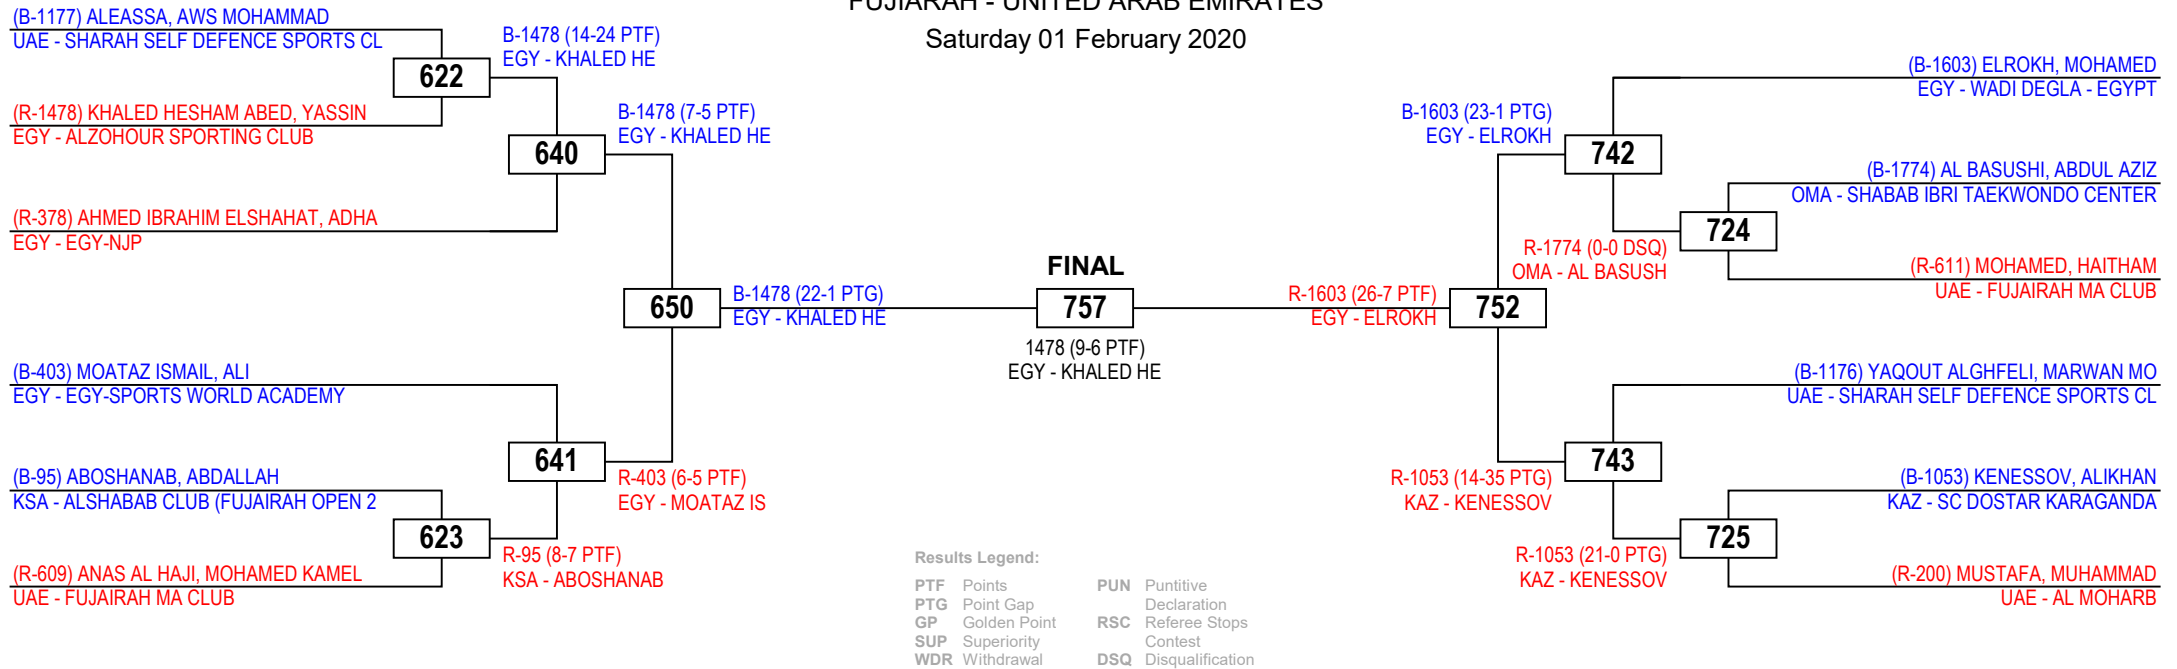 FUJIARAH - UNITED ARAB EMIRATES
Saturday 01 February 2020
(B-1177) ALEASSA, AWS MOHAMMAD
UAE - SHARAH SELF DEFENCE SPORTS CL
622
(R-1478) KHALED HESHAM ABED, YASSIN
EGY - ALZOHOUR SPORTING CLUB
B-1478 (14-24 PTF)
EGY - KHALED HE
640
(R-378) AHMED IBRAHIM ELSHAHAT, ADHA
EGY - EGY-NJP
B-1478 (7-5 PTF)
EGY - KHALED HE
650
B-1478 (22-1 PTG)
EGY - KHALED HE
(B-403) MOATAZ ISMAIL, ALI
EGY - EGY-SPORTS WORLD ACADEMY
641
R-403 (6-5 PTF)
EGY - MOATAZ IS
(B-95) ABOSHANAB, ABDALLAH
KSA - ALSHABAB CLUB (FUJAIRAH OPEN 2
623
R-95 (8-7 PTF)
KSA - ABOSHANAB
(R-609) ANAS AL HAJI, MOHAMED KAMEL
UAE - FUJAIRAH MA CLUB
FINAL
757
1478 (9-6 PTF)
EGY - KHALED HE
(B-1603) ELROKH, MOHAMED
EGY - WADI DEGLA - EGYPT
B-1603 (23-1 PTG)
EGY - ELROKH
742
(B-1774) AL BASUSHI, ABDUL AZIZ
OMA - SHABAB IBRI TAEKWONDO CENTER
724
R-1774 (0-0 DSQ)
OMA - AL BASUSH
(R-611) MOHAMED, HAITHAM
UAE - FUJAIRAH MA CLUB
R-1603 (26-7 PTF)
EGY - ELROKH
752
(B-1176) YAQOUT ALGHFELI, MARWAN MO
UAE - SHARAH SELF DEFENCE SPORTS CL
743
R-1053 (14-35 PTG)
KAZ - KENESSOV
(B-1053) KENESSOV, ALIKHAN
KAZ - SC DOSTAR KARAGANDA
725
R-1053 (21-0 PTG)
KAZ - KENESSOV
(R-200) MUSTAFA, MUHAMMAD
UAE - AL MOHARB
Results Legend:
PTF Points
PTG Point Gap
GP Golden Point
SUP Superiority
WDR Withdrawal
PUN Puntitive
Declaration
RSC Referee Stops
Contest
DSQ Disqualification